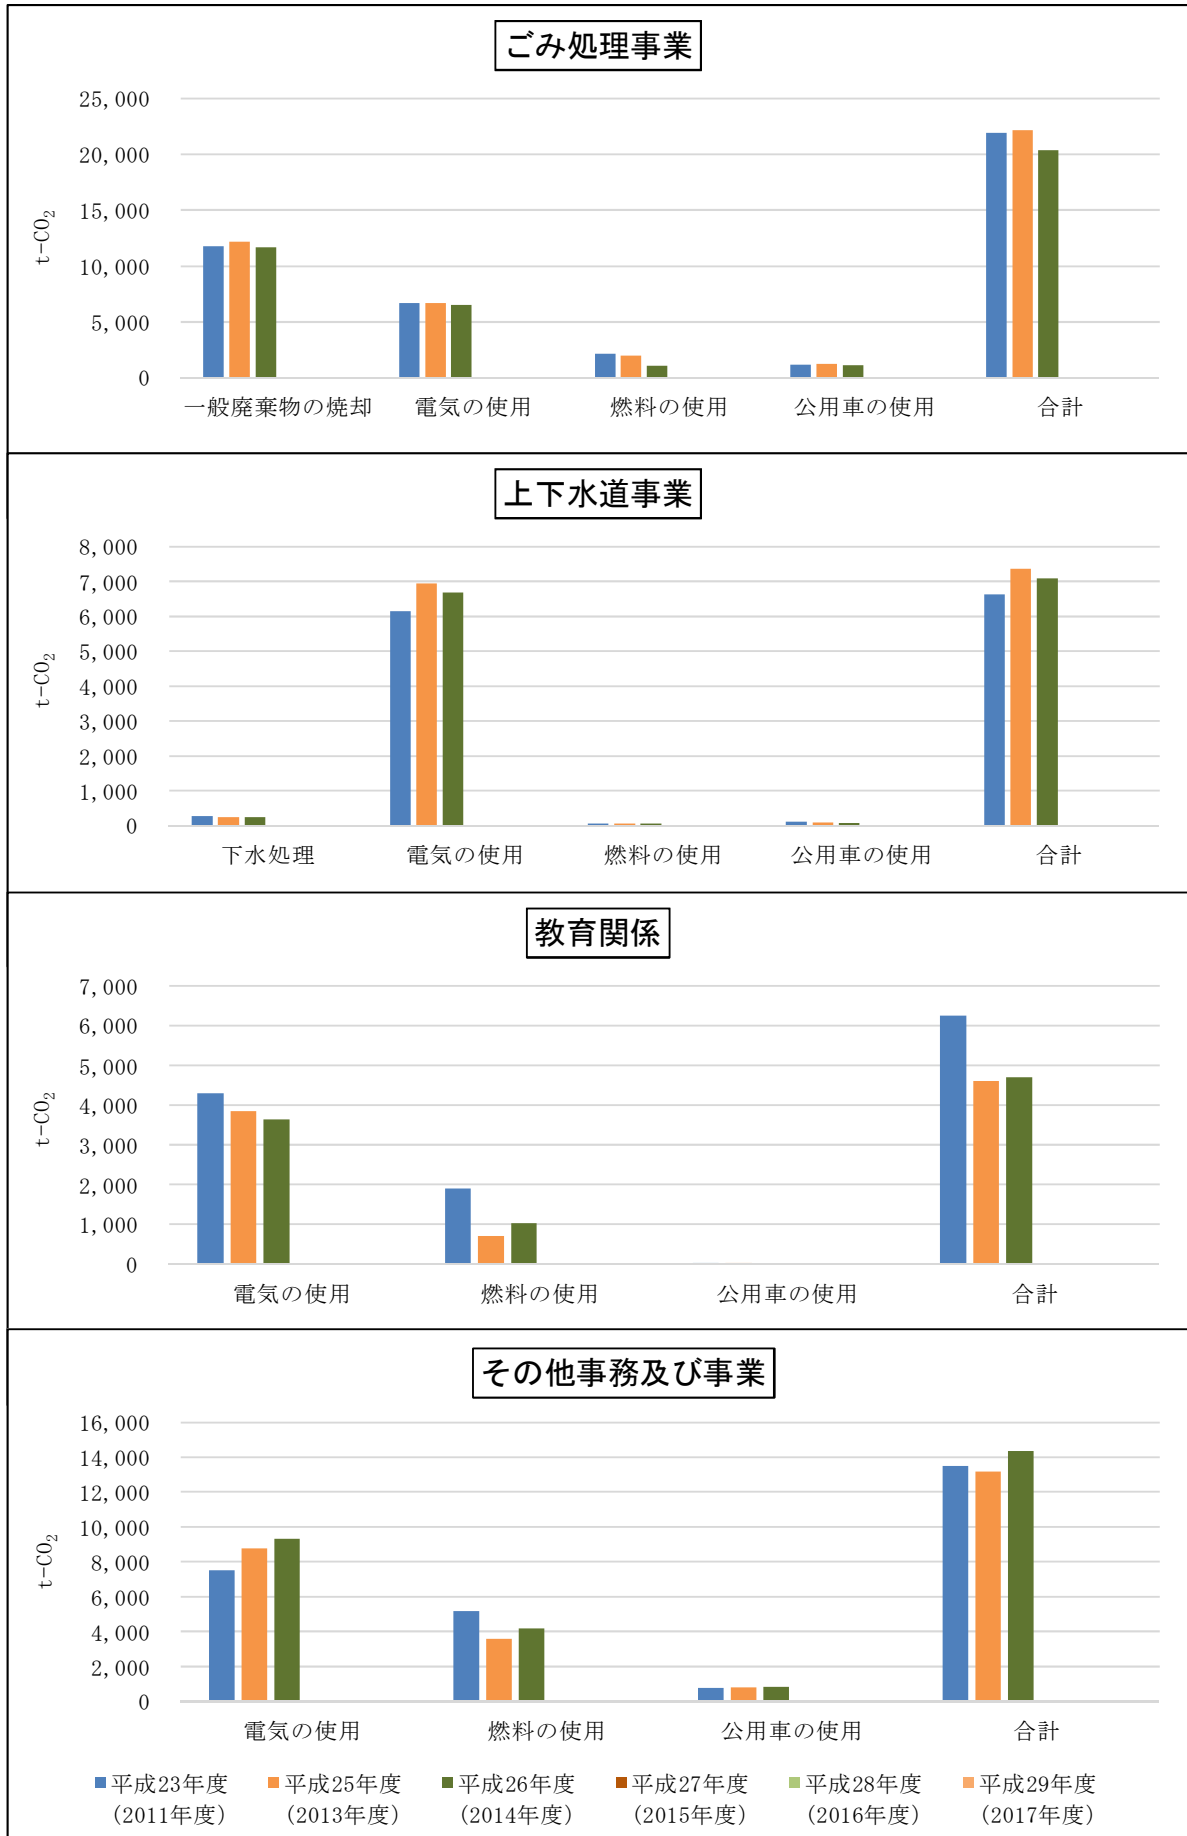 ごみ処理事業
25,000
20,000
15,000
10,000
5,000
0
t-CO₂
一般廃棄物の焼却 電気の使用 燃料の使用 公用車の使用 合計
上下水道事業
8,000
7,000
6,000
5,000
4,000
3,000
2,000
1,000
0
t-CO₂
下水処理 電気の使用 燃料の使用 公用車の使用 合計
教育関係
7,000
6,000
5,000
4,000
3,000
2,000
1,000
0
t-CO₂
電気の使用 燃料の使用 公用車の使用 合計
その他事務及び事業
16,000
14,000
12,000
10,000
8,000
6,000
4,000
2,000
0
t-CO₂
電気の使用 燃料の使用 公用車の使用 合計
平成23年度 平成25年度 平成26年度 平成27年度 平成28年度 平成29年度
(2011年度) (2013年度) (2014年度) (2015年度) (2016年度) (2017年度)